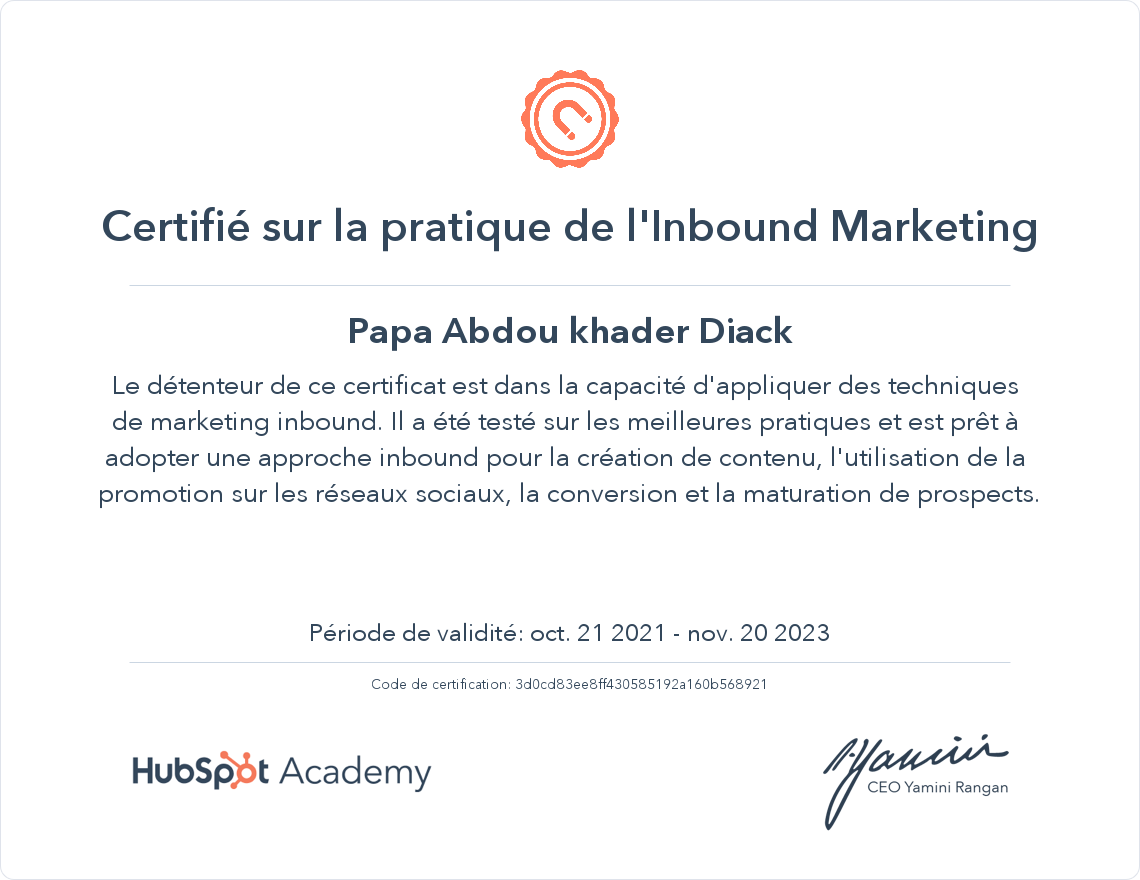 Certifié sur la pratique de l'Inbound Marketing
Papa Abdou khader Diack
Le détenteur de ce certificat est dans la capacité d'appliquer des techniques
de marketing inbound. Il a été testé sur les meilleures pratiques et est prêt à
adopter une approche inbound pour la création de contenu, l'utilisation de la
promotion sur les réseaux sociaux, la conversion et la maturation de prospects.
Période de validité: oct. 21 2021 - nov. 20 2023
Code de certification: 3d0cd83ee8ff430585192a160b568921
HubSpot Academy
CEO Yamini Rangan